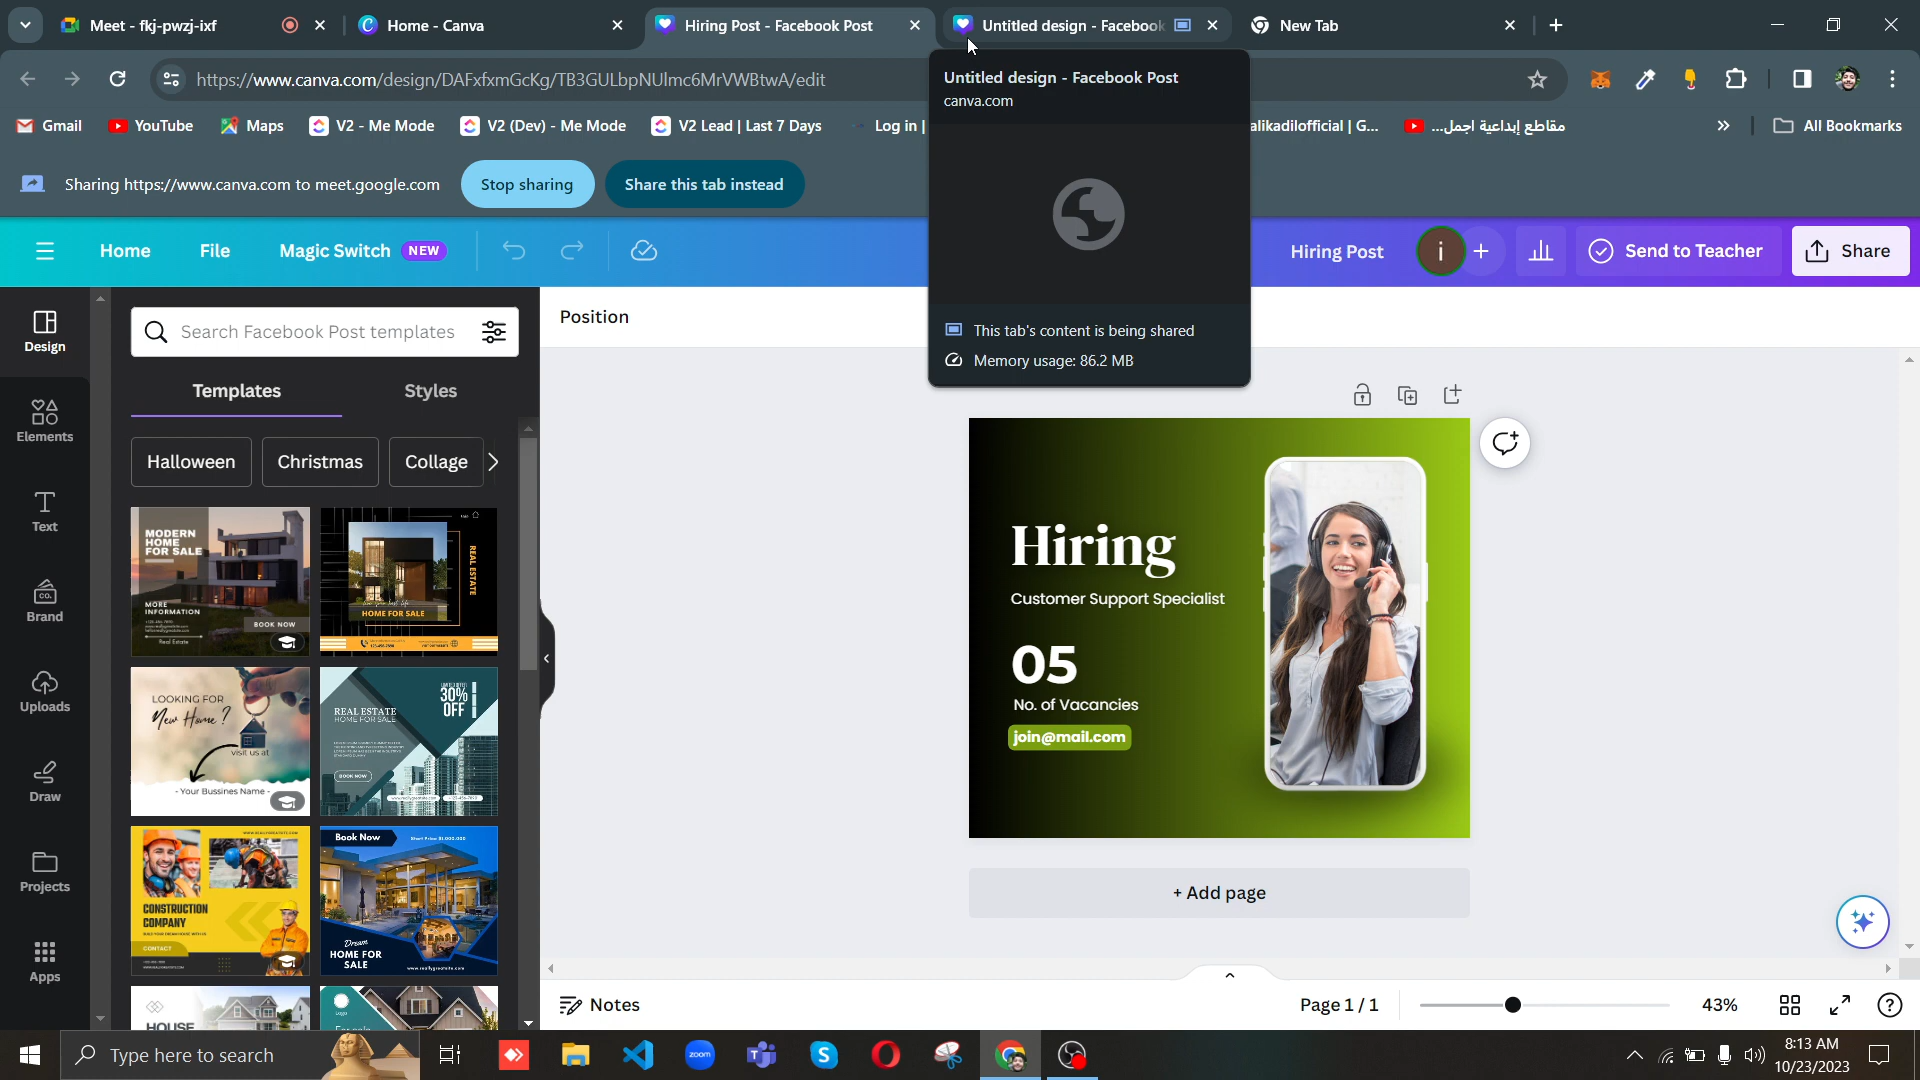 Meet - fkj-pwzj-ixf
Home - Canva
Hiring Post - Facebook Post
Untitled design - Facebook
New Tab
https://www.canva.com/design/DAFxfxmGcKg/TB3GULbpNUlmc6MrVWBtwA/edit
Untitled design - Facebook Post
canva.com
Gmail
YouTube
Maps
V2 - Me Mode
V2 (Dev) - Me Mode
V2 Lead | Last 7 Days
Log in |
alikadilofficial | G...
مقاطع إبداعية اجمل...
All Bookmarks
Sharing https://www.canva.com to meet.google.com
Stop sharing
Share this tab instead
This tab's content is being shared
Memory usage: 86.2 MB
Home
File
Magic Switch NEW
Hiring Post
i
Send to Teacher
Share
Design
Elements
Text
Brand
Uploads
Draw
Projects
Apps
Search Facebook Post templates
Templates
Styles
Halloween
Christmas
Collage
MODERN
HOME
FOR SALE
MORE
INFORMATION
BOOK NOW
Real Estate
REAL ESTATE
HOME FOR SALE
LOOKING FOR
New Home?
visit us at
- Your Bussines Name -
30%
OFF
REAL ESTATE
HOME FOR SALE
BOOK NOW
CONSTRUCTION
COMPANY
CONTACT
Book Now
Dream
HOME FOR
SALE
www.reallygreatsite.com
HOUSE
For sale
Position
Hiring
Customer Support Specialist
05
No. of Vacancies
join@mail.com
+ Add page
Notes
Page 1 / 1
43%
Type here to search
zoom
8:13 AM
10/23/2023